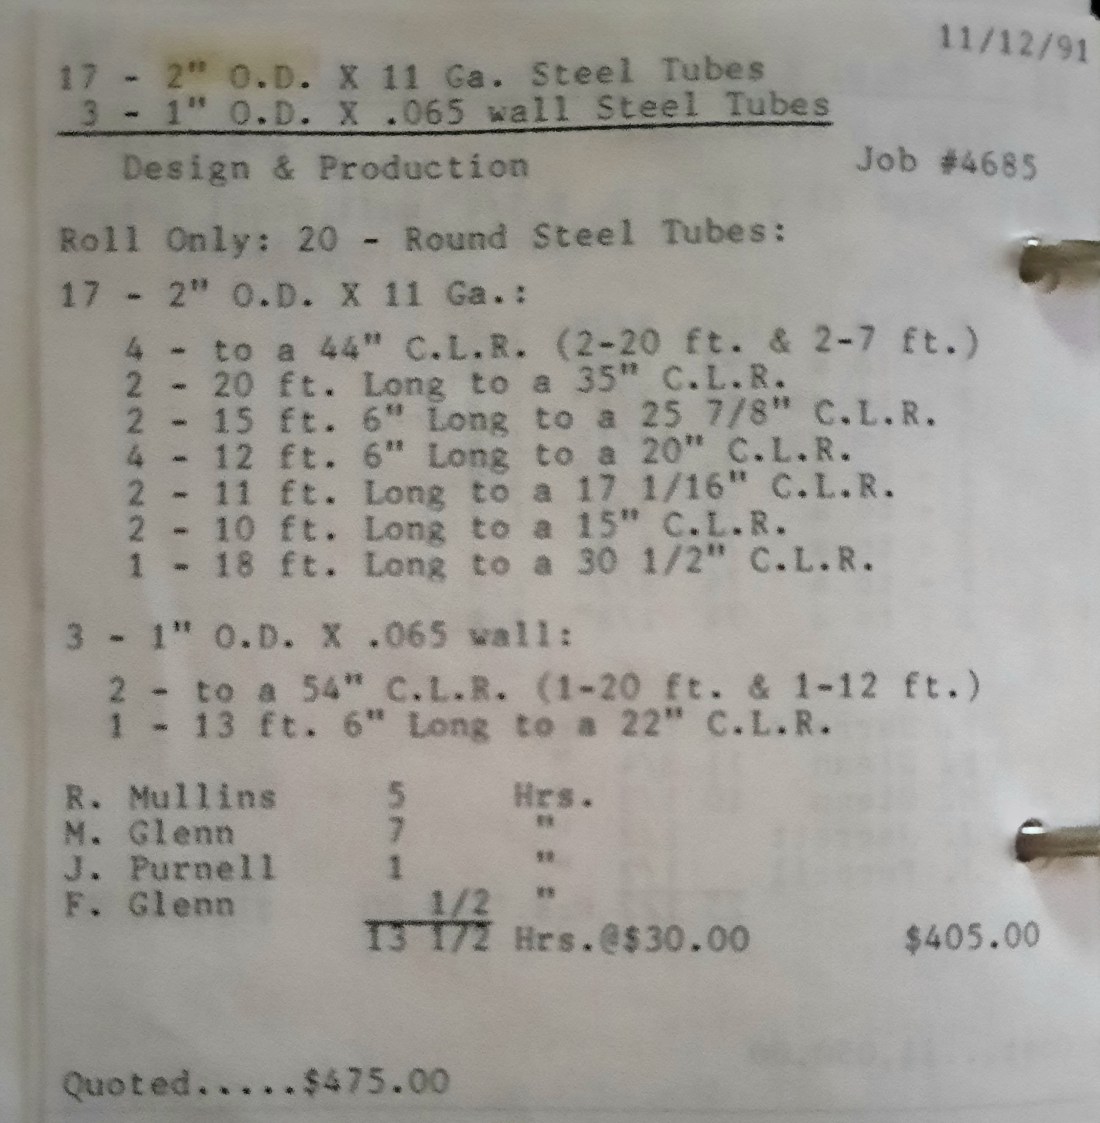 11/12/91
17 - 2" O.D. X 11 Ga. Steel Tubes
3 - 1" O.D. X .065 wall Steel Tubes
Design & Production Job #4685
Roll Only: 20 - Round Steel Tubes:
17 - 2" O.D. X 11 Ga.:
4 - to a 44" C.L.R. (2-20 ft. & 2-7 ft.)
2 - 20 ft. Long to a 35" C.L.R.
2 - 15 ft. 6" Long to a 25 7/8" C.L.R.
4 - 12 ft. 6" Long to a 20" C.L.R.
2 - 11 ft. Long to a 17 1/16" C.L.R.
2 - 10 ft. Long to a 15" C.L.R.
1 - 18 ft. Long to a 30 1/2" C.L.R.
3 - 1" O.D. X .065 wall:
2 - to a 54" C.L.R. (1-20 ft. & 1-12 ft.)
1 - 13 ft. 6" Long to a 22" C.L.R.
R. Mullins 5 Hrs.
M. Glenn 7 "
J. Purnell 1 "
F. Glenn 1/2 "
13 1/2 Hrs.@$30.00 $405.00
Quoted.....$475.00